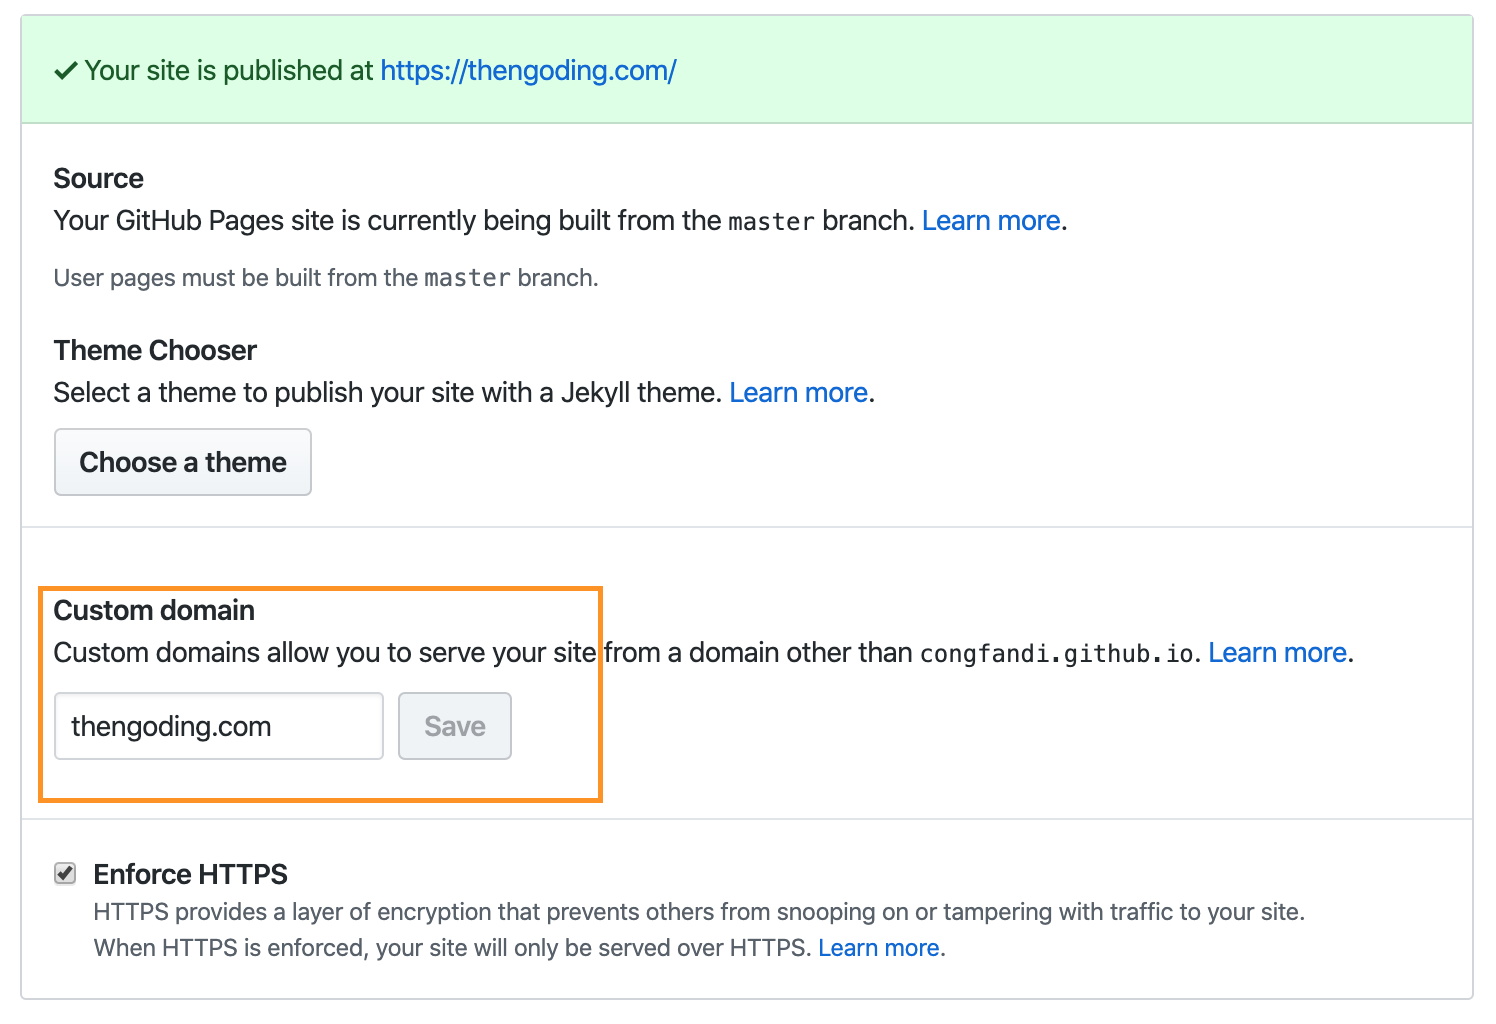 Your site is published at https://thengoding.com/
Source
Your GitHub Pages site is currently being built from the master branch. Learn more.
User pages must be built from the master branch.
Theme Chooser
Select a theme to publish your site with a Jekyll theme. Learn more.
Choose a theme
Custom domain
Custom domains allow you to serve your site from a domain other than congfandi.github.io. Learn more.
thengoding.com Save
Enforce HTTPS
HTTPS provides a layer of encryption that prevents others from snooping on or tampering with traffic to your site.
When HTTPS is enforced, your site will only be served over HTTPS. Learn more.